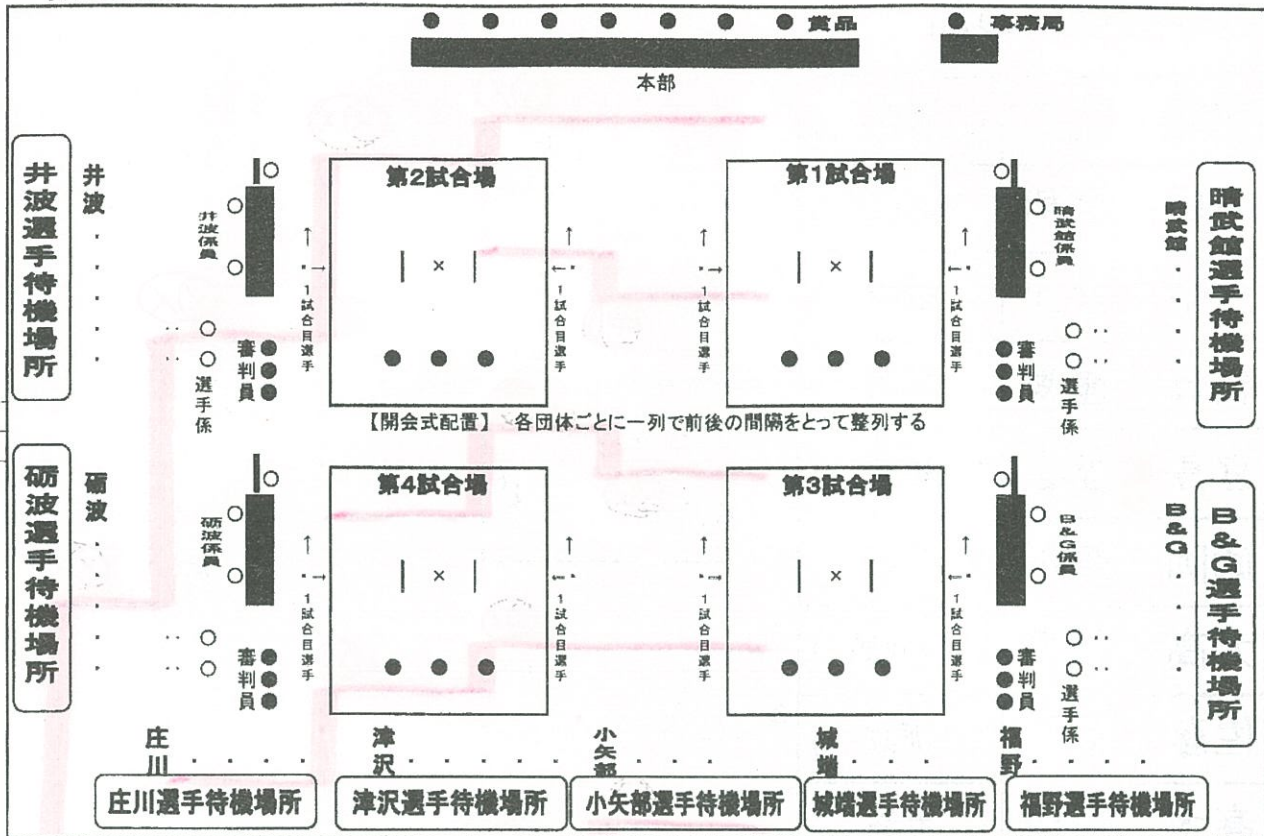 賞品 事務局
本部
井波選手待機場所
井波
井波係員
選手係
審判員
第2試合場
×
1試合目選手
1試合目選手
第1試合場
×
1試合目選手
1試合目選手
晴武館係員
審判員
選手係
晴武館
晴武館選手待機場所
【開会式配置】 各団体ごとに一列で前後の間隔をとって整列する
砺波選手待機場所
砺波
砺波係員
審判員
第4試合場
×
1試合目選手
1試合目選手
第3試合場
×
1試合目選手
1試合目選手
B&G係員
審判員
選手係
B&G
B&G選手待機場所
庄川
津沢
小矢部
城端
福野
庄川選手待機場所
津沢選手待機場所
小矢部選手待機場所
城端選手待機場所
福野選手待機場所